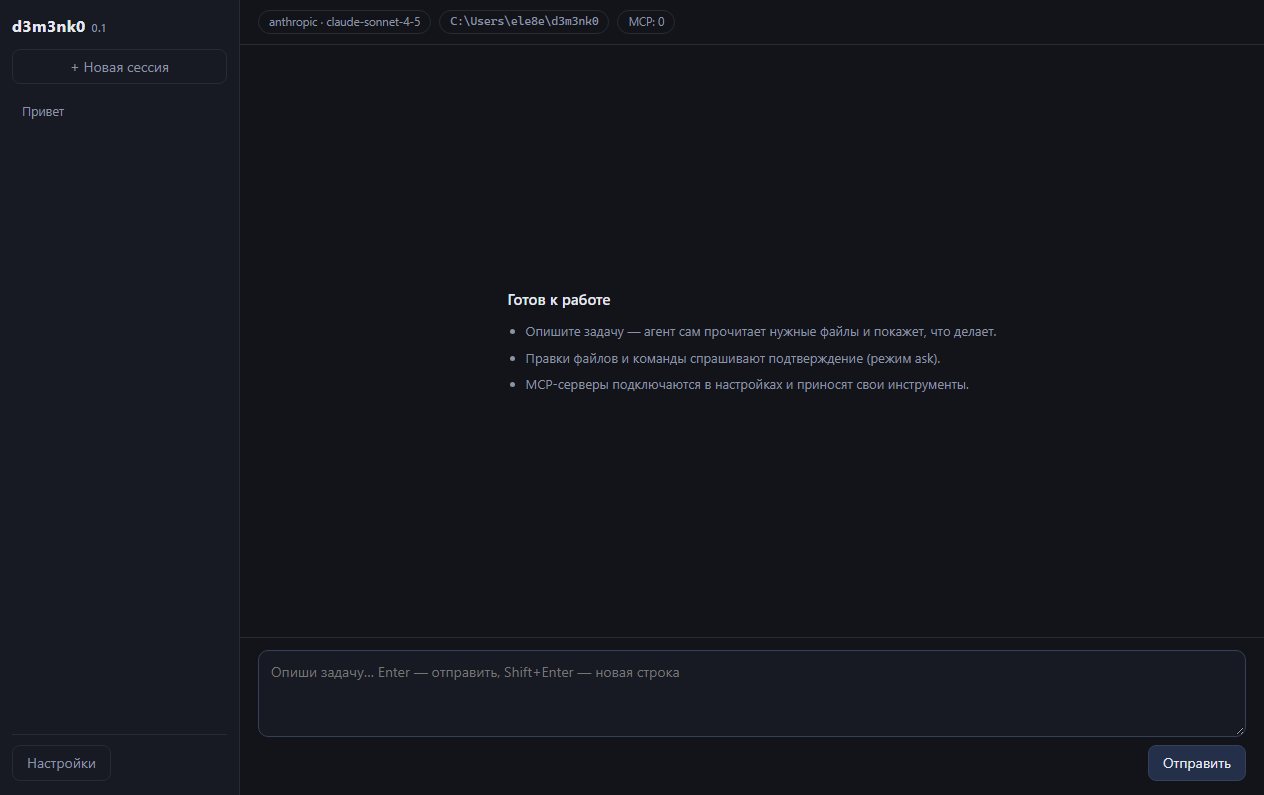 d3m3nk0 0.1
+ Новая сессия
Привет
Настройки
anthropic · claude-sonnet-4-5 C:\Users\ele8e\d3m3nk0 MCP: 0
Готов к работе
• Опишите задачу — агент сам прочитает нужные файлы и покажет, что делает.
• Правки файлов и команды спрашивают подтверждение (режим ask).
• MCP-серверы подключаются в настройках и приносят свои инструменты.
Опиши задачу... Enter — отправить, Shift+Enter — новая строка
Отправить